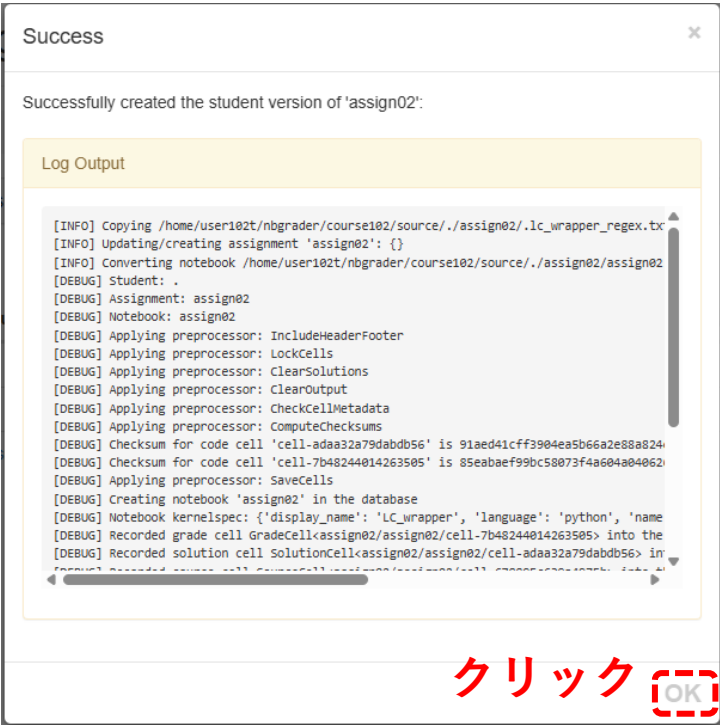 Success ×
Successfully created the student version of 'assign02':
Log Output
[INFO] Copying /home/user102t/nbgrader/course102/source/./assign02/.lc_wrapper_regex.txt
[INFO] Updating/creating assignment 'assign02': {}
[INFO] Converting notebook /home/user102t/nbgrader/course102/source/./assign02/assign02
[DEBUG] Student: .
[DEBUG] Assignment: assign02
[DEBUG] Notebook: assign02
[DEBUG] Applying preprocessor: IncludeHeaderFooter
[DEBUG] Applying preprocessor: LockCells
[DEBUG] Applying preprocessor: ClearSolutions
[DEBUG] Applying preprocessor: ClearOutput
[DEBUG] Applying preprocessor: CheckCellMetadata
[DEBUG] Applying preprocessor: ComputeChecksums
[DEBUG] Checksum for code cell 'cell-adaa32a79dabdb56' is 91aed41cff3904ea5b66a2e88a824
[DEBUG] Checksum for code cell 'cell-7b48244014263505' is 85eabaef99bc58073f4a604a0406
[DEBUG] Applying preprocessor: SaveCells
[DEBUG] Creating notebook 'assign02' in the database
[DEBUG] Notebook kernelspec: {'display_name': 'LC_wrapper', 'language': 'python', 'name
[DEBUG] Recorded grade cell GradeCell<assign02/assign02/cell-7b48244014263505> into the
[DEBUG] Recorded solution cell SolutionCell<assign02/assign02/cell-adaa32a79dabdb56> in
クリック
OK